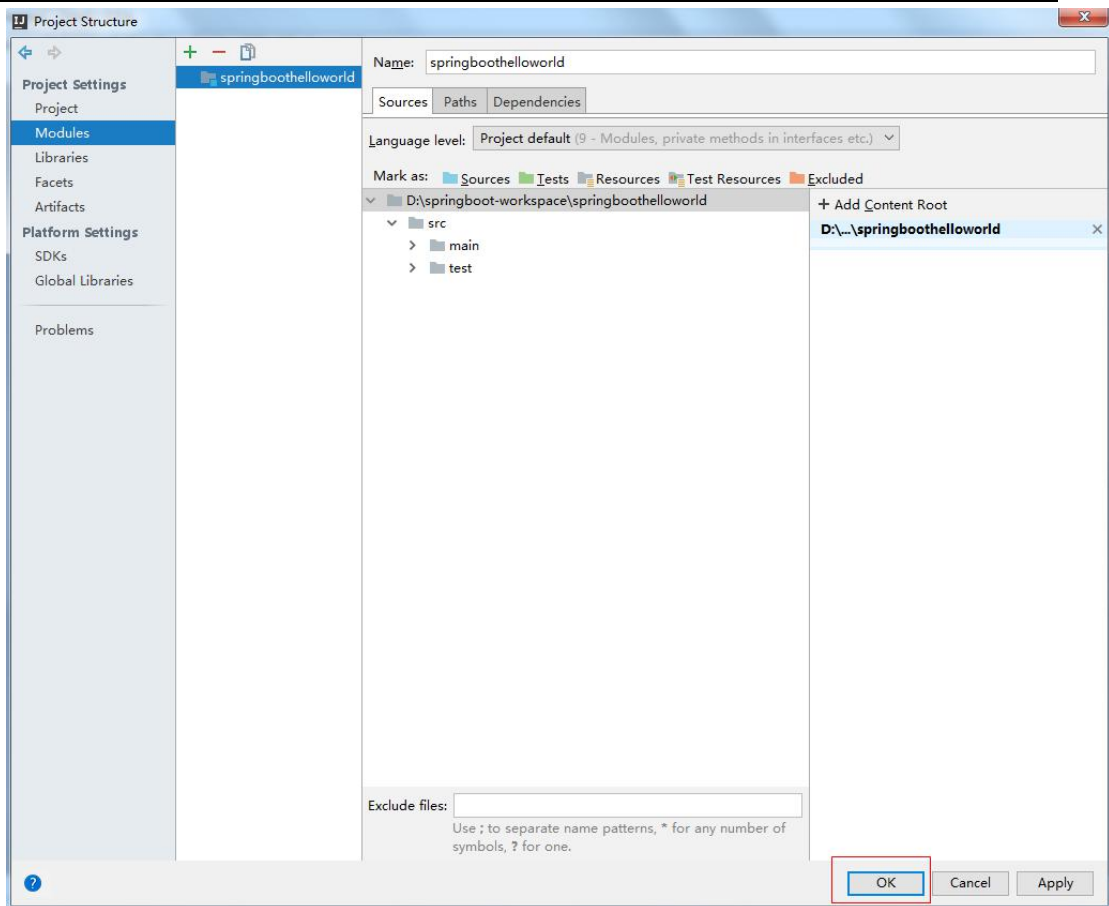 Project Structure
Project Settings
Project
Modules
Libraries
Facets
Artifacts
Platform Settings
SDKs
Global Libraries
Problems
springboothelloworld
Name: springboothelloworld
Sources Paths Dependencies
Language level: Project default (9 - Modules, private methods in interfaces etc.)
Mark as: Sources Tests Resources Test Resources Excluded
D:\springboot-workspace\springboothelloworld
src
main
test
+ Add Content Root
D:\...\springboothelloworld
Exclude files:
Use ; to separate name patterns, * for any number of
symbols, ? for one.
OK Cancel Apply